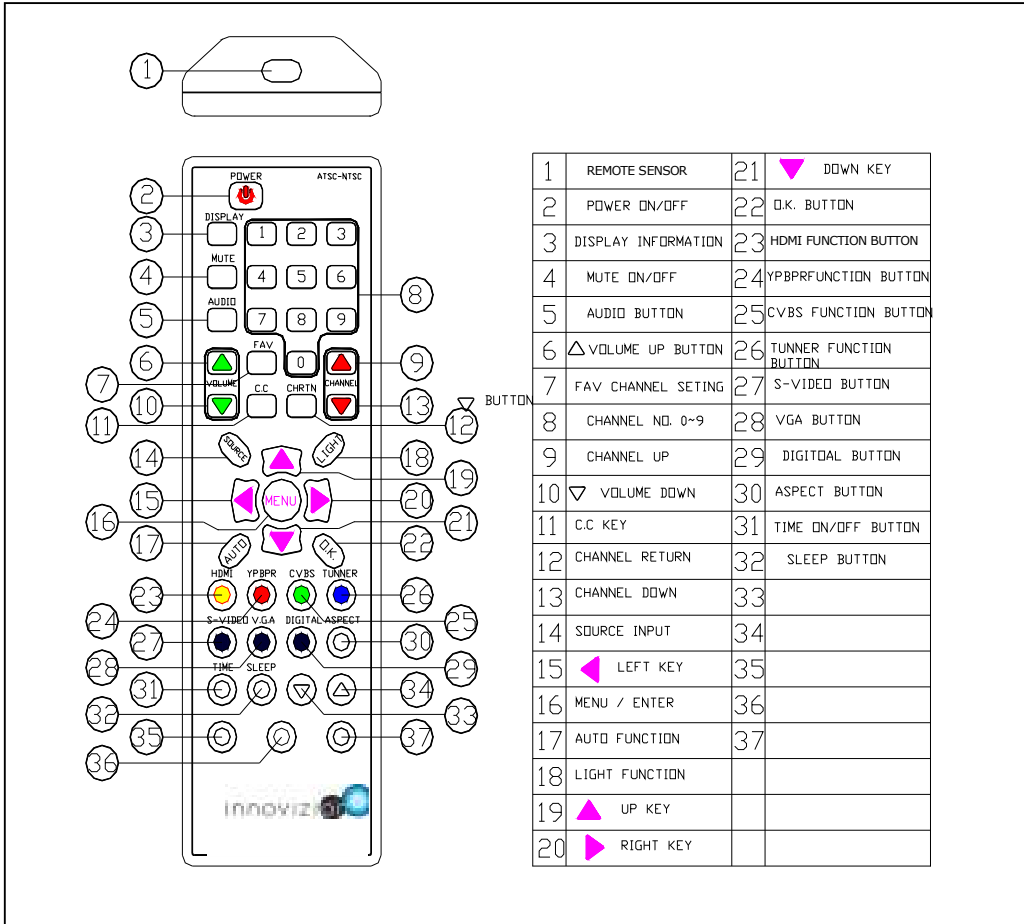 1
POWER
ATSC-NTSC
2
DISPLAY
3
1 2 3
MUTE
4
4 5 6
8
AUDIO
5
7 8 9
FAV
6
0
9
7
VOLUME
CHANNEL
C.C
CHRTN
10
13
11
12
▽ BUTTON
SOURCE
LIGHT
14
18
19
15
MENU
20
16
21
17
AUTO
O.K.
22
HDMI YPBPR CVBS TUNNER
23
26
24
25
S-VIDEO V.G.A DIGITAL ASPECT
27
30
28
29
TIME SLEEP
31
34
32
33
35
37
36
innovizi
1 REMOTE SENSOR
2 POWER ON/OFF
3 DISPLAY INFORMATION
4 MUTE ON/OFF
5 AUDIO BUTTON
6 △ VOLUME UP BUTTON
7 FAV CHANNEL SETING
8 CHANNEL NO. 0~9
9 CHANNEL UP
10 ▽ VOLUME DOWN
11 C.C KEY
12 CHANNEL RETURN
13 CHANNEL DOWN
14 SOURCE INPUT
15 ◀ LEFT KEY
16 MENU / ENTER
17 AUTO FUNCTION
18 LIGHT FUNCTION
19 ▲ UP KEY
20 ▶ RIGHT KEY
21 ▼ DOWN KEY
22 O.K. BUTTON
23 HDMI FUNCTION BUTTON
24 YPBPRFUNCTION BUTTON
25 CVBS FUNCTION BUTTON
26 TUNNER FUNCTION
BUTTON
27 S-VIDEO BUTTON
28 VGA BUTTON
29 DIGITOAL BUTTON
30 ASPECT BUTTON
31 TIME ON/OFF BUTTON
32 SLEEP BUTTON
33
34
35
36
37